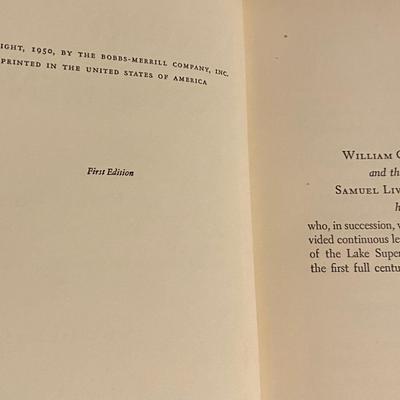 IGHT, 1950, BY THE BOBBS-MERRILL COMPANY, INC.
PRINTED IN THE UNITED STATES OF AMERICA
First Edition
WILLIAM
and th
SAMUEL LIV
h
who, in succession,
vided continuous le
of the Lake Super
the first full centu